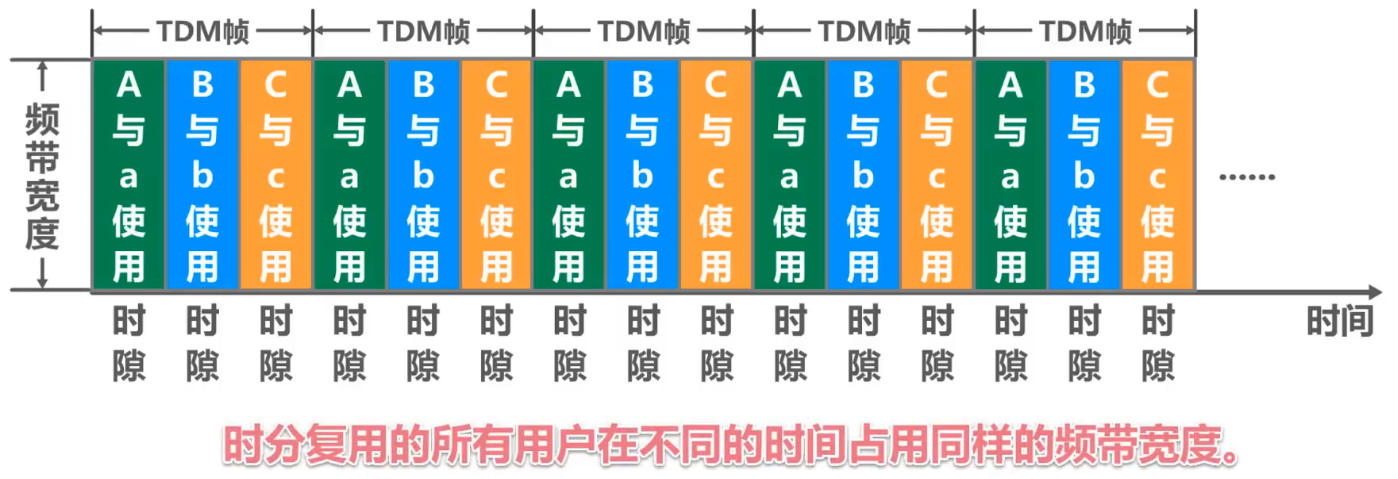 TDM帧 TDM帧 TDM帧 TDM帧 TDM帧
频带宽度
A与a使用 B与b使用 C与c使用 A与a使用 B与b使用 C与c使用 A与a使用 B与b使用 C与c使用 A与a使用 B与b使用 C与c使用 A与a使用 B与b使用 C与c使用
......
时隙 时隙 时隙 时隙 时隙 时隙 时隙 时隙 时隙 时隙 时隙 时隙 时隙 时隙 时隙
时间
时分复用的所有用户在不同的时间占用同样的频带宽度。